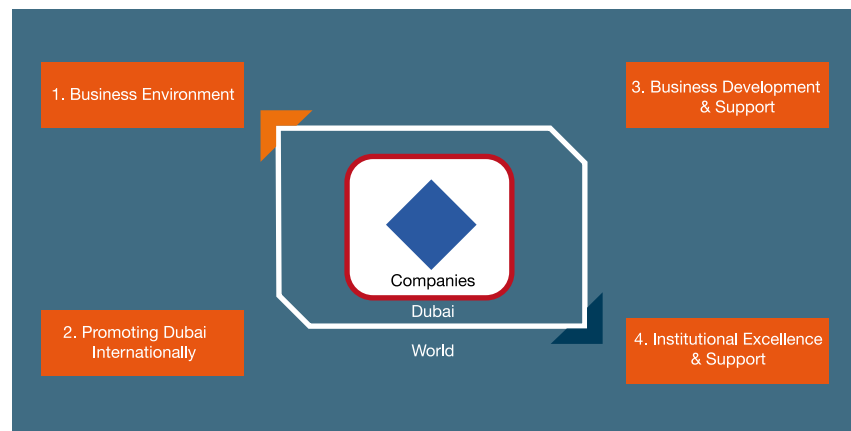 1. Business Environment
3. Business Development
& Support
Companies
Dubai
World
2. Promoting Dubai
Internationally
4. Institutional Excellence
& Support